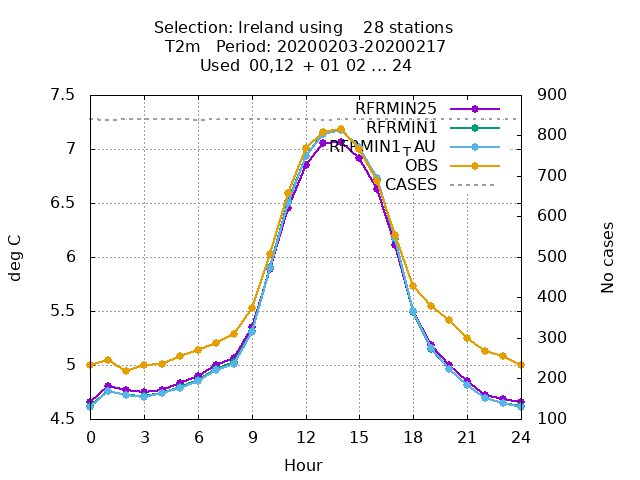 Selection: Ireland using    28 stations
T2m   Period: 20200203-20200217
Used  00,12  + 01 02 ... 24
7.5
7
6.5
6
5.5
5
4.5
deg C
0 3 6 9 12 15 18 21 24
Hour
900
800
700
600
500
400
300
200
100
No cases
RFRMIN25
RFRMIN1
RFRMIN1┬AU
OBS
CASES